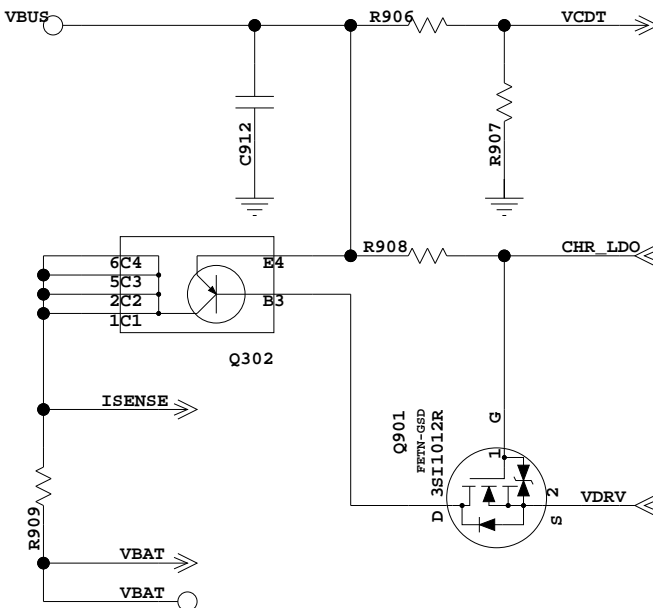 VBUS
R906
VCDT
C912
R907
R908
CHR_LDO
6C4
E4
5C3
2C2
B3
1C1
Q302
ISENSE
G
Q901
FETN-GSD
3SI1012R
1
D
2
S
VDRV
R909
VBAT
VBAT